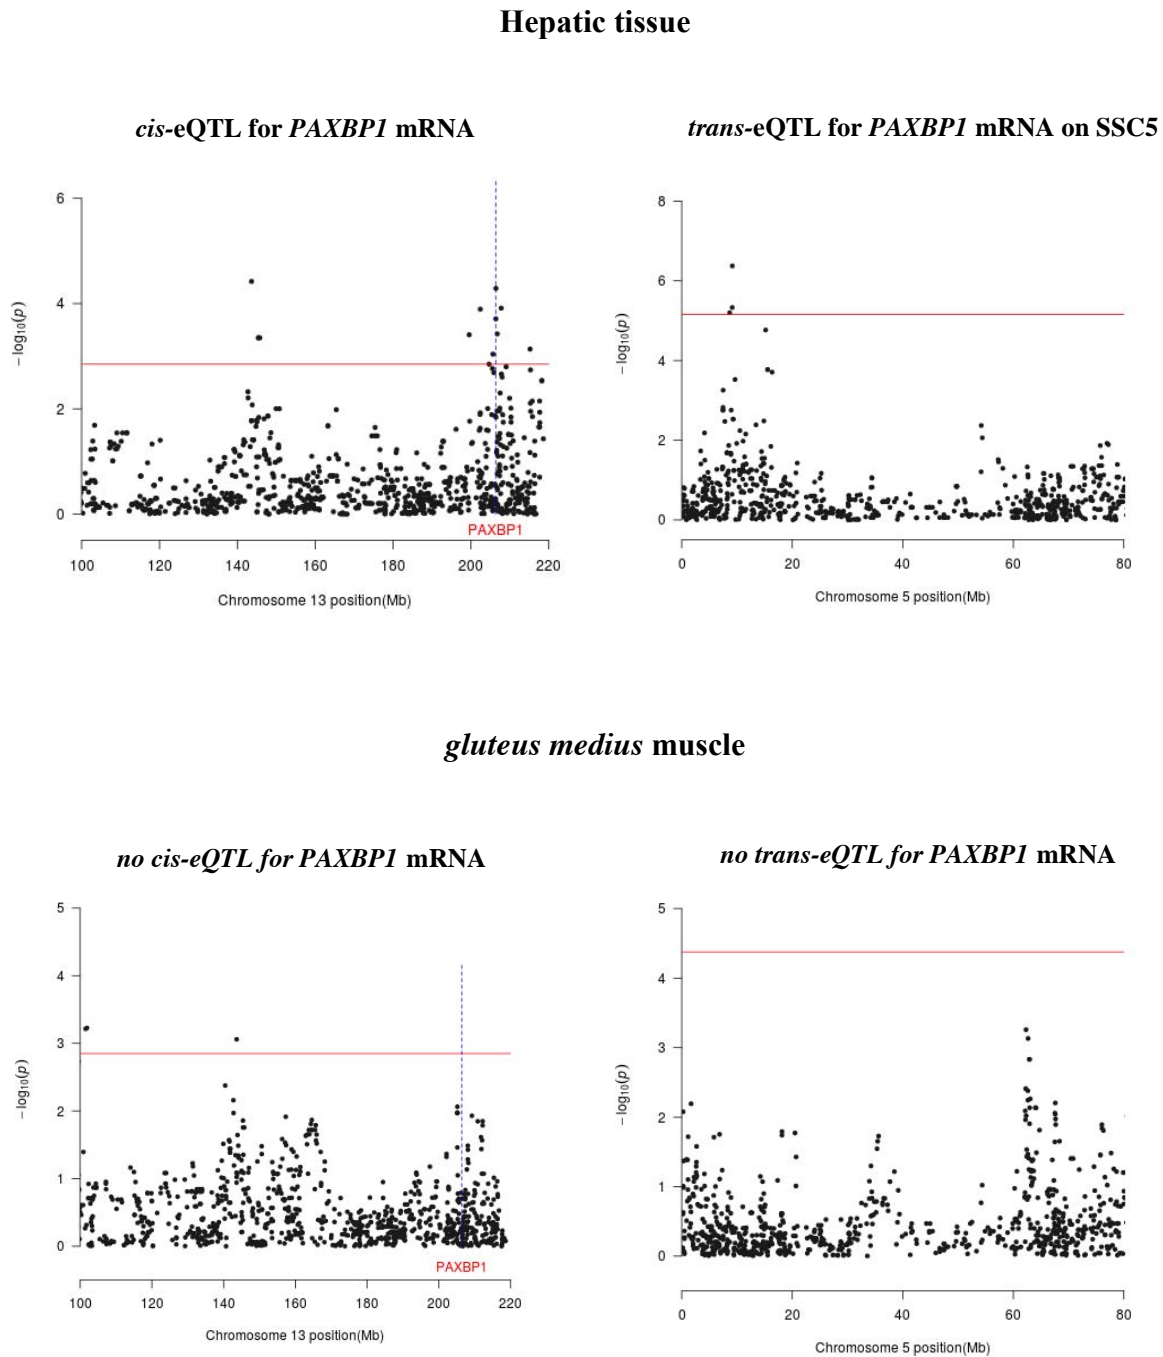 Hepatic tissue
cis-eQTL for PAXBP1 mRNA
trans-eQTL for PAXBP1 mRNA on SSC5
6
4
2
0
−log10(p)
PAXBP1
100 120 140 160 180 200 220
Chromosome 13 position(Mb)
8
6
4
2
0
−log10(p)
0 20 40 60 80
Chromosome 5 position(Mb)
gluteus medius muscle
no cis-eQTL for PAXBP1 mRNA
no trans-eQTL for PAXBP1 mRNA
5
4
3
2
1
0
−log10(p)
PAXBP1
100 120 140 160 180 200 220
Chromosome 13 position(Mb)
5
4
3
2
1
0
−log10(p)
0 20 40 60 80
Chromosome 5 position(Mb)